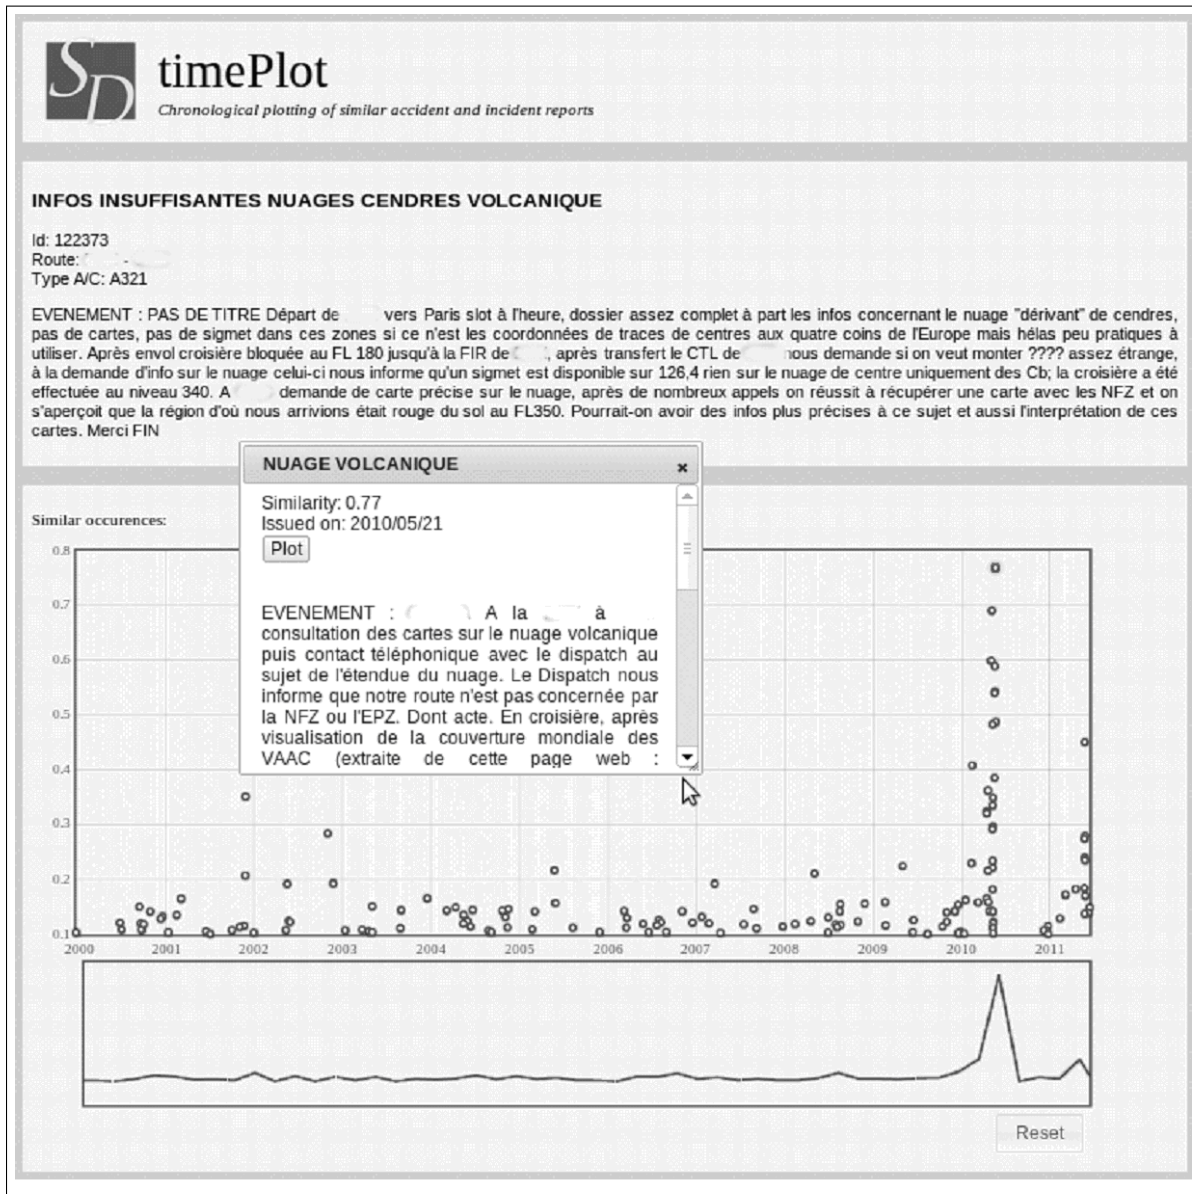 SD
timePlot
Chronological plotting of similar accident and incident reports
INFOS INSUFFISANTES NUAGES CENDRES VOLCANIQUE
Id: 122373
Route: -
Type A/C: A321
EVENEMENT : PAS DE TITRE Départ de vers Paris slot à l'heure, dossier assez complet à part les infos concernant le nuage "dérivant" de cendres,
pas de cartes, pas de sigmet dans ces zones si ce n'est les coordonnées de traces de centres aux quatre coins de l'Europe mais hélas peu pratiques à
utiliser. Après envol croisière bloquée au FL 180 jusqu'à la FIR de , après transfert le CTL de nous demande si on veut monter ???? assez étrange,
à la demande d'info sur le nuage celui-ci nous informe qu'un sigmet est disponible sur 126,4 rien sur le nuage de centre uniquement des Cb; la croisière a été
effectuée au niveau 340. A demande de carte précise sur le nuage, après de nombreux appels on réussit à récupérer une carte avec les NFZ et on
s'aperçoit que la région d'où nous arrivions était rouge du sol au FL350. Pourrait-on avoir des infos plus précises à ce sujet et aussi l'interprétation de ces
cartes. Merci FIN
NUAGE VOLCANIQUE
Similarity: 0.77
Issued on: 2010/05/21
Plot
EVENEMENT : A la à
consultation des cartes sur le nuage volcanique
puis contact téléphonique avec le dispatch au
sujet de l'étendue du nuage. Le Dispatch nous
informe que notre route n'est pas concernée par
la NFZ ou l'EPZ. Dont acte. En croisière, après
visualisation de la couverture mondiale des
VAAC (extraite de cette page web :
Similar occurences:
0.8
0.7
0.6
0.5
0.4
0.3
0.2
0.1
2000 2001 2002 2003 2004 2005 2006 2007 2008 2009 2010 2011
Reset